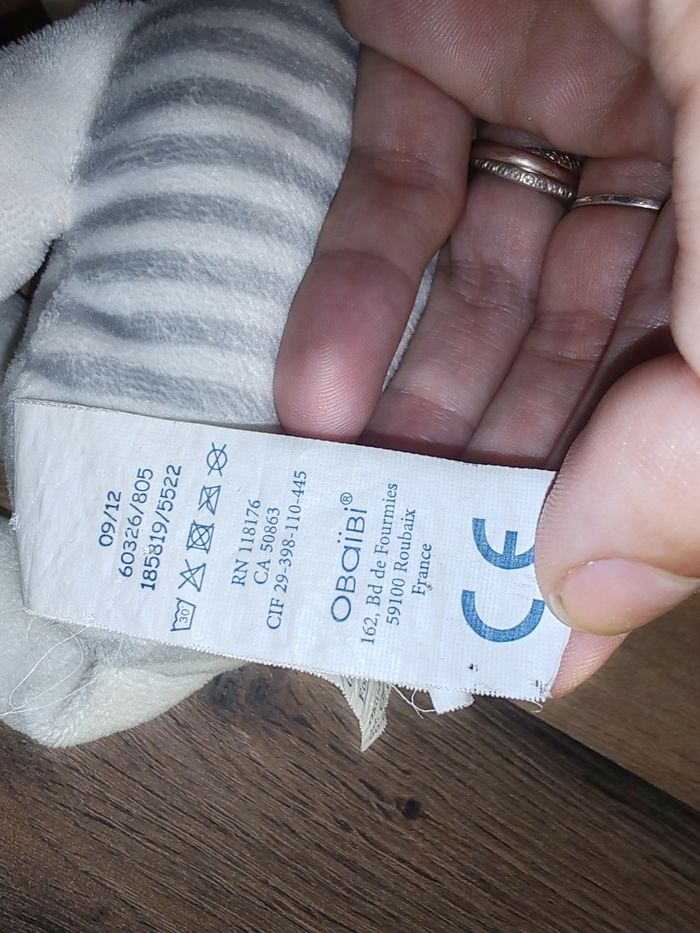 09/12
60326/805
185819/5522
30
RN 118176
CA 50863
CIF 29-398-110-445
OBaïBi®
162, Bd de Fourmies
59100 Roubaix
France
CE